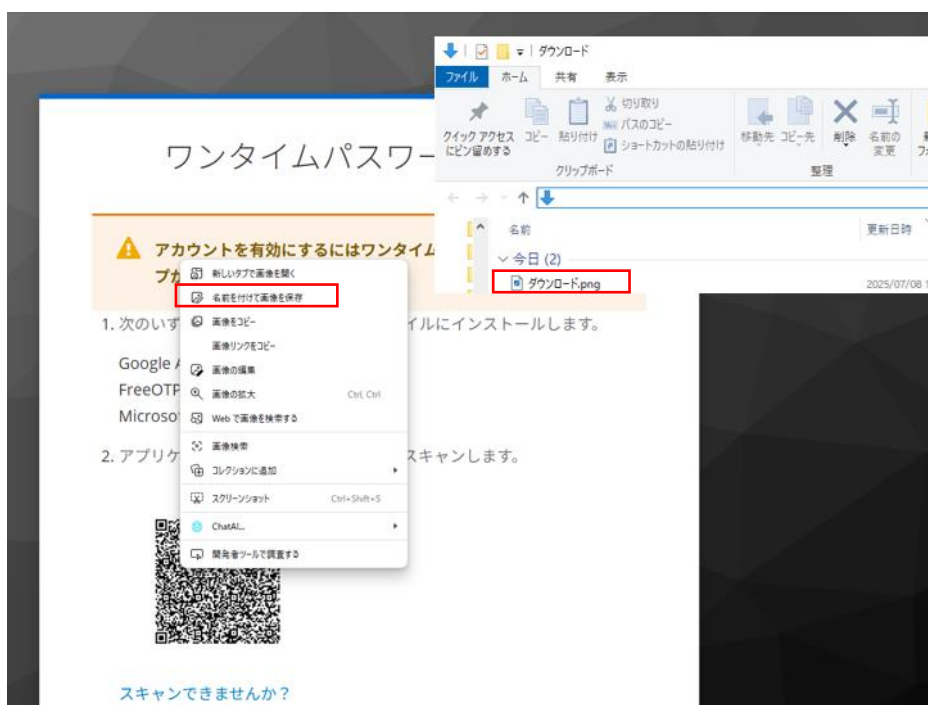 ダウンロード
ファイル ホーム 共有 表示
クイック アクセス
にピン留めする
コピー
貼り付け
切り取り
パスのコピー
ショートカットの貼り付け
移動先
コピー先
削除
名前の
変更
クリップボード
整理
名前
更新日時
今日 (2)
ダウンロード.png
2025/07/08
ワンタイムパスワー
アカウントを有効にするにはワンタイム
新しいタブで画像を開く
名前を付けて画像を保存
画像をコピー
画像リンクをコピー
画像の編集
画像の拡大 Ctrl, Ctrl
Web で画像を検索する
画像検索
コレクションに追加
スクリーンショット Ctrl+Shift+S
ChatAI...
開発者ツールで調査する
1. 次のいず
イルにインストールします。
Google A
FreeOTP
Microso
2. アプリケ
スキャンします。
スキャンできませんか？